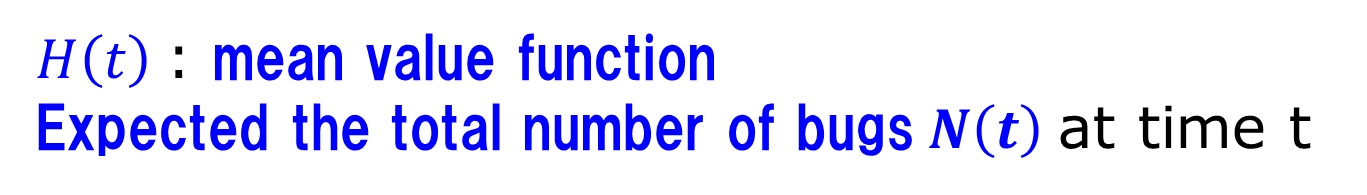 H(t) : mean value function
Expected the total number of bugs N(t) at time t